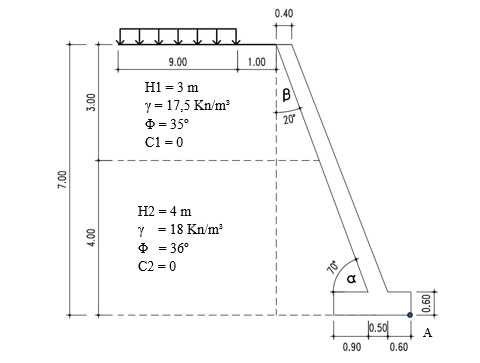 0.40
9.00
1.00
H1 = 3 m
γ = 17,5 Kn/m³
Φ = 35°
C1 = 0
β
20°
3.00
7.00
H2 = 4 m
γ = 18 Kn/m³
Φ = 36°
C2 = 0
4.00
70°
α
0.60
A
0.50
0.90
0.60